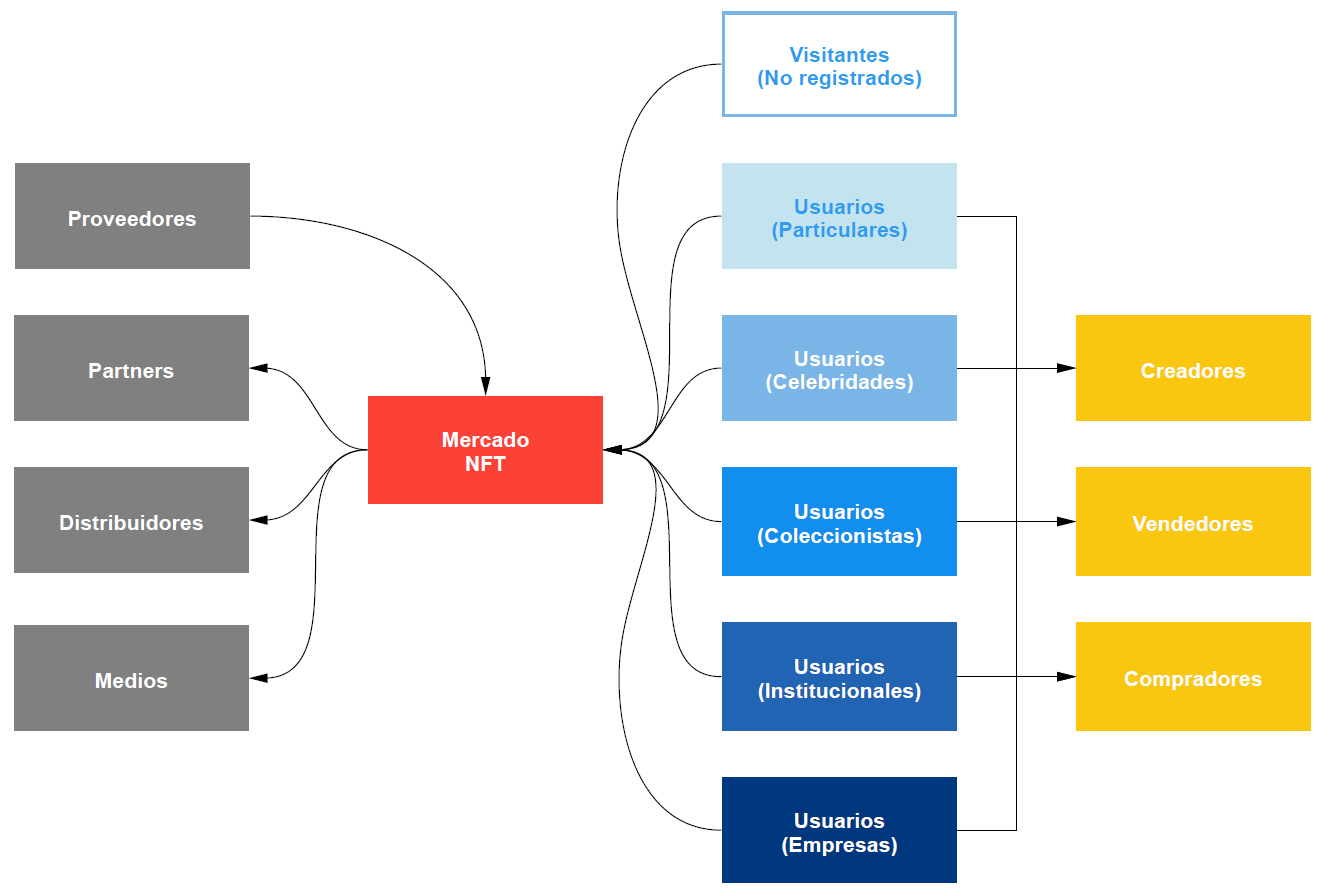 Visitantes
(No registrados)
Proveedores
Usuarios
(Particulares)
Partners
Usuarios
(Celebridades)
Creadores
Mercado
NFT
Distribuidores
Usuarios
(Coleccionistas)
Vendedores
Medios
Usuarios
(Institucionales)
Compradores
Usuarios
(Empresas)